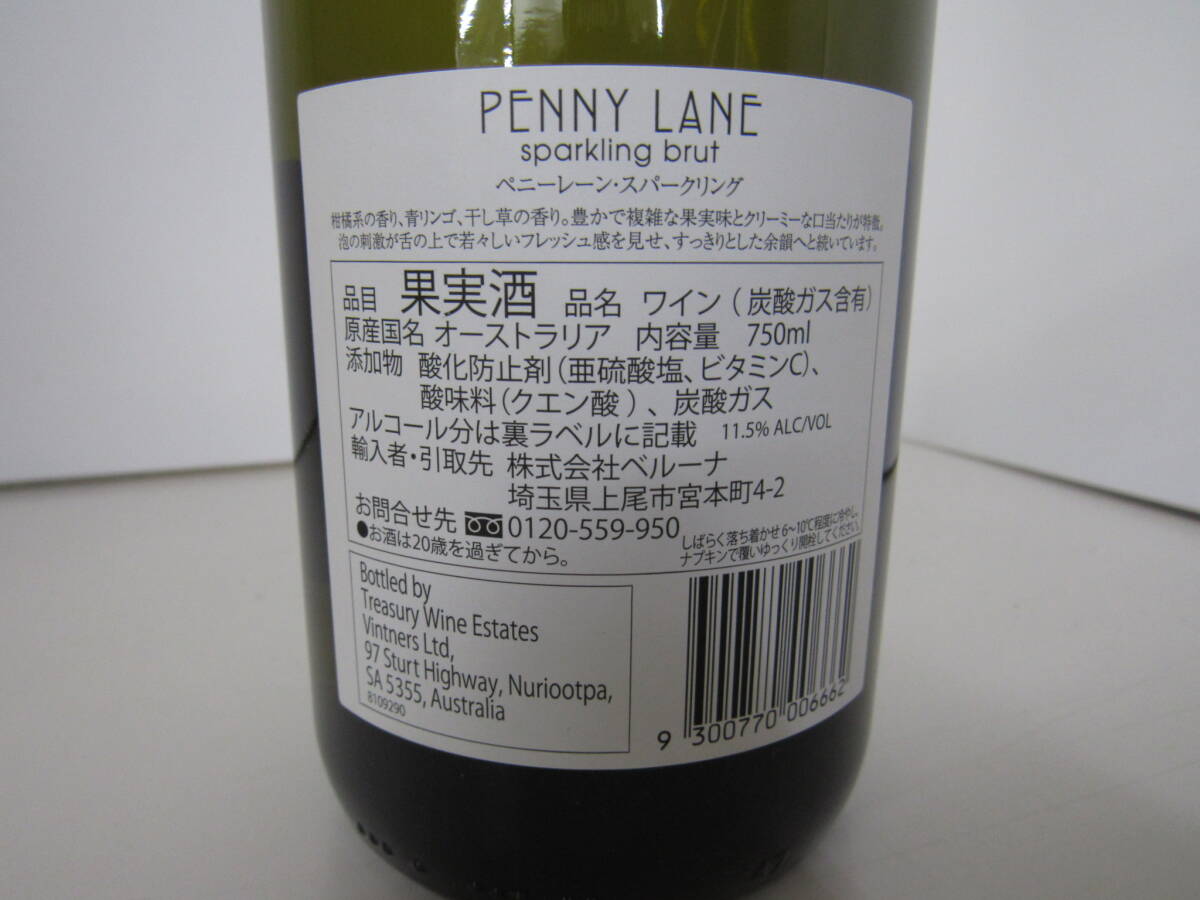 PENNY LANE
sparkling brut
ペニーレーン・スパークリング
柑橘系の香り、青リンゴ、干し草の香り。豊かで複雑な果実味とクリーミーな口当たりが特徴。
泡の刺激が舌の上で若々しいフレッシュ感を見せ、すっきりとした余韻へと続いています。
品目 果実酒 品名 ワイン(炭酸ガス含有)
原産国名 オーストラリア 内容量 750ml
添加物 酸化防止剤(亜硫酸塩、ビタミンC)、
酸味料(クエン酸)、炭酸ガス
アルコール分は裏ラベルに記載 11.5% ALC/VOL
輸入者・引取先 株式会社ベルーナ
埼玉県上尾市宮本町4-2
お問合せ先 0120-559-950
●お酒は20歳を過ぎてから。
しばらく落ち着かせ6~10℃程度に冷やし、
ナプキンで覆いゆっくり開栓してください。
Bottled by
Treasury Wine Estates
Vintners Ltd,
97 Sturt Highway, Nuriootpa,
SA 5355, Australia
8109290
9 300770 006662